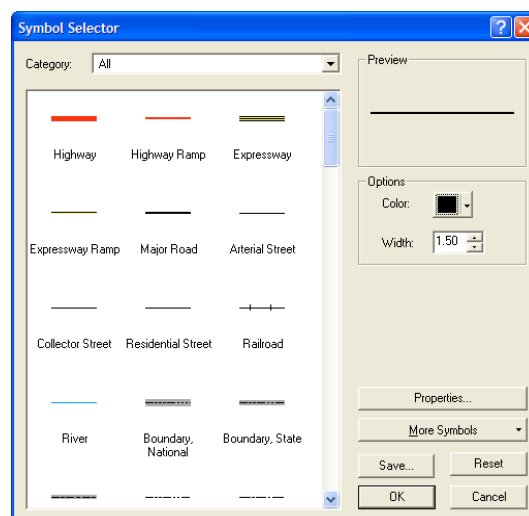 Symbol Selector
Category: All
Highway Highway Ramp Expressway
Expressway Ramp Major Road Arterial Street
Collector Street Residential Street Railroad
River Boundary, National Boundary, State
Preview
Options
Color:
Width: 1.50
Properties...
More Symbols
Save... Reset
OK Cancel